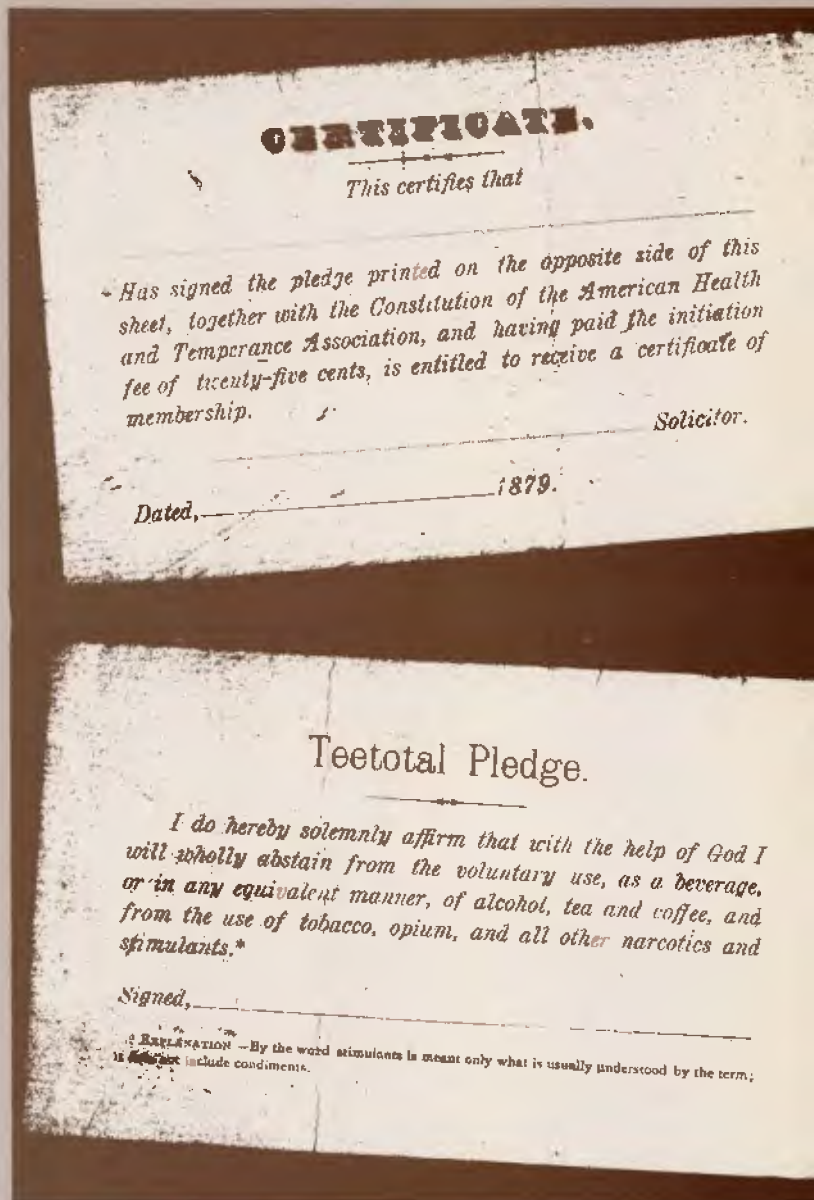 CERTIFICATE.
This certifies that
Has signed the pledge printed on the opposite side of this
sheet, together with the Constitution of the American Health
and Temperance Association, and having paid the initiation
fee of twenty-five cents, is entitled to receive a certificate of
membership.
Solicitor.
Dated, 1879.
Teetotal Pledge.
I do hereby solemnly affirm that with the help of God I
will wholly abstain from the voluntary use, as a beverage,
or in any equivalent manner, of alcohol, tea and coffee, and
from the use of tobacco, opium, and all other narcotics and
stimulants.*
Signed,
EXPLANATION.—By the word stimulants is meant only what is usually understood by the term;
include condiments.